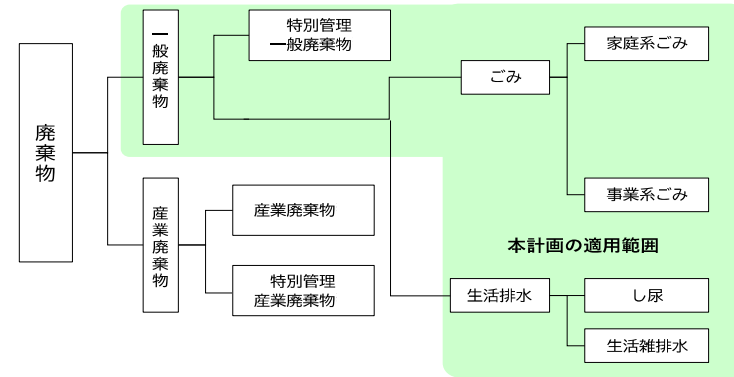 廃棄物
一般廃棄物
特別管理
一般廃棄物
ごみ
家庭系ごみ
事業系ごみ
産業廃棄物
産業廃棄物
特別管理
産業廃棄物
本計画の適用範囲
生活排水
し尿
生活雑排水